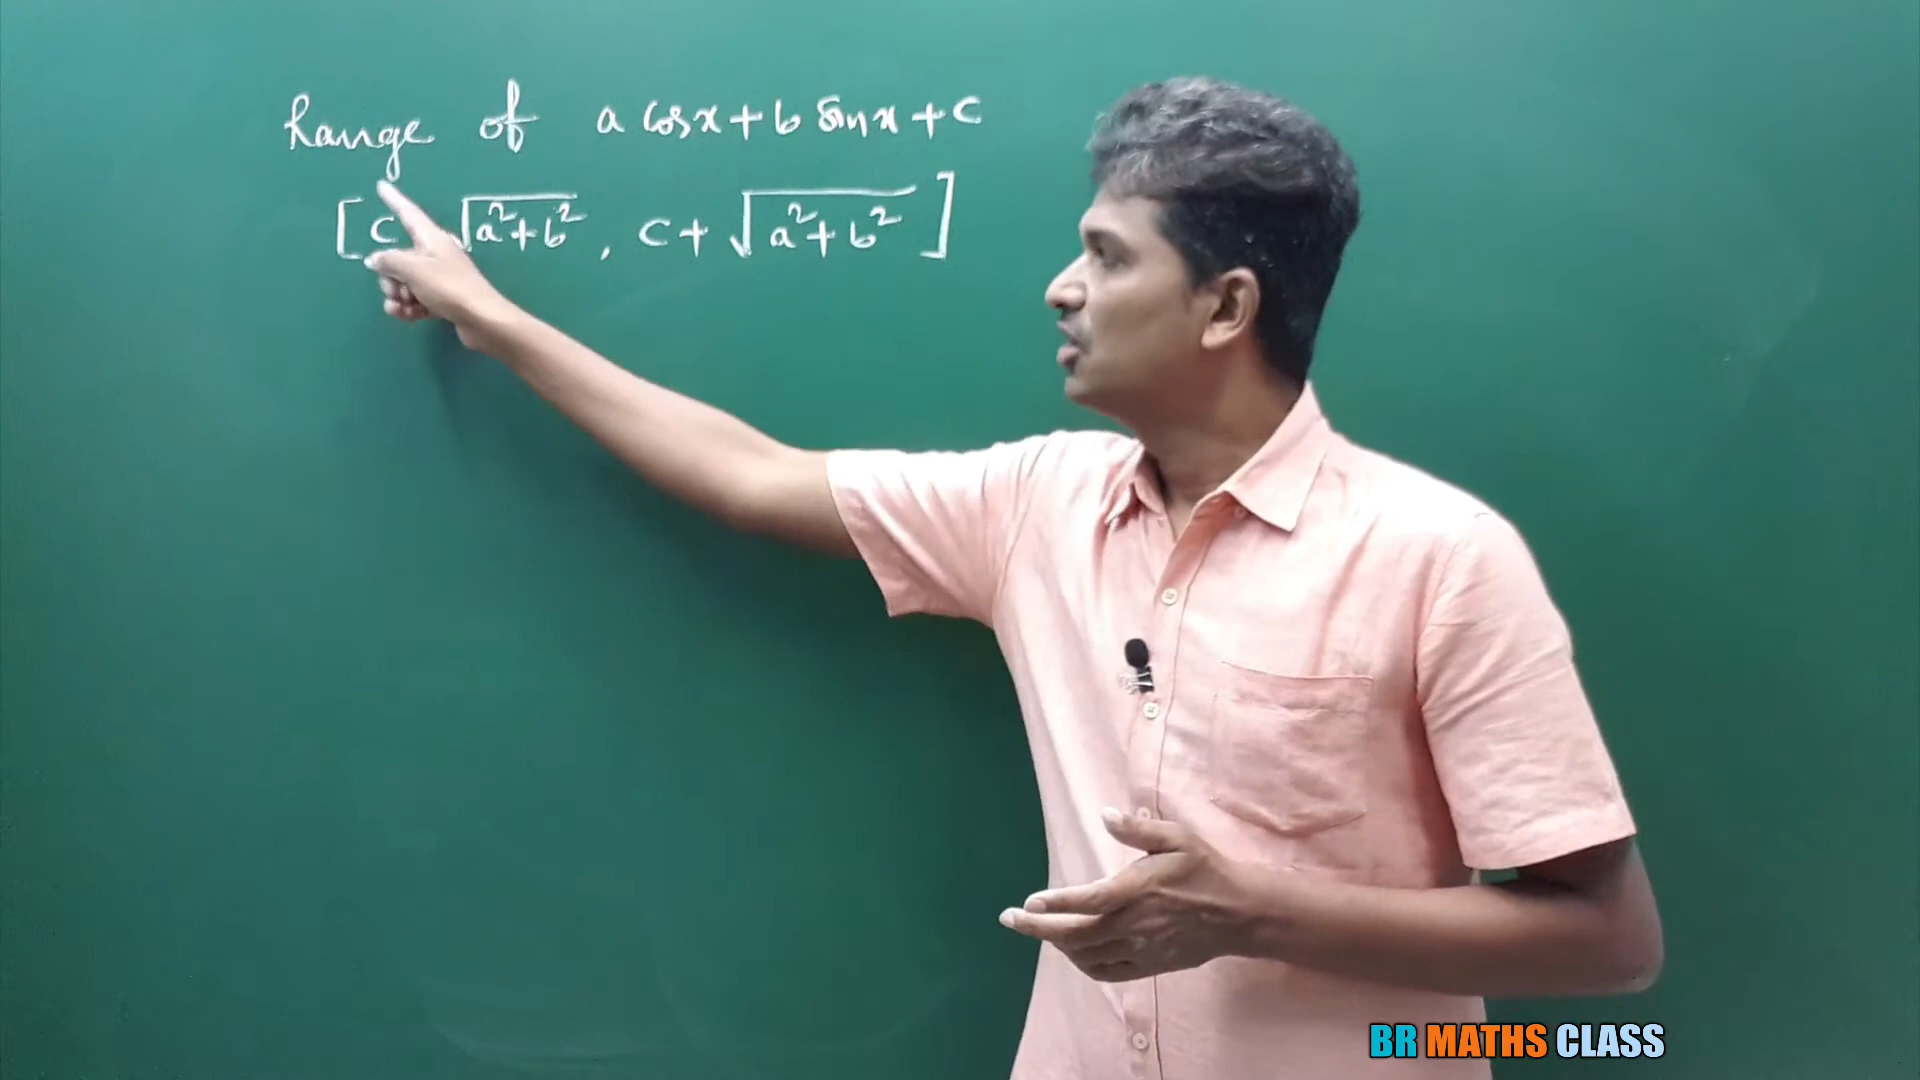 Range of a cosx + b sinx + c
[ c √a²+b² , c + √a²+b² ]
BR MATHS CLASS